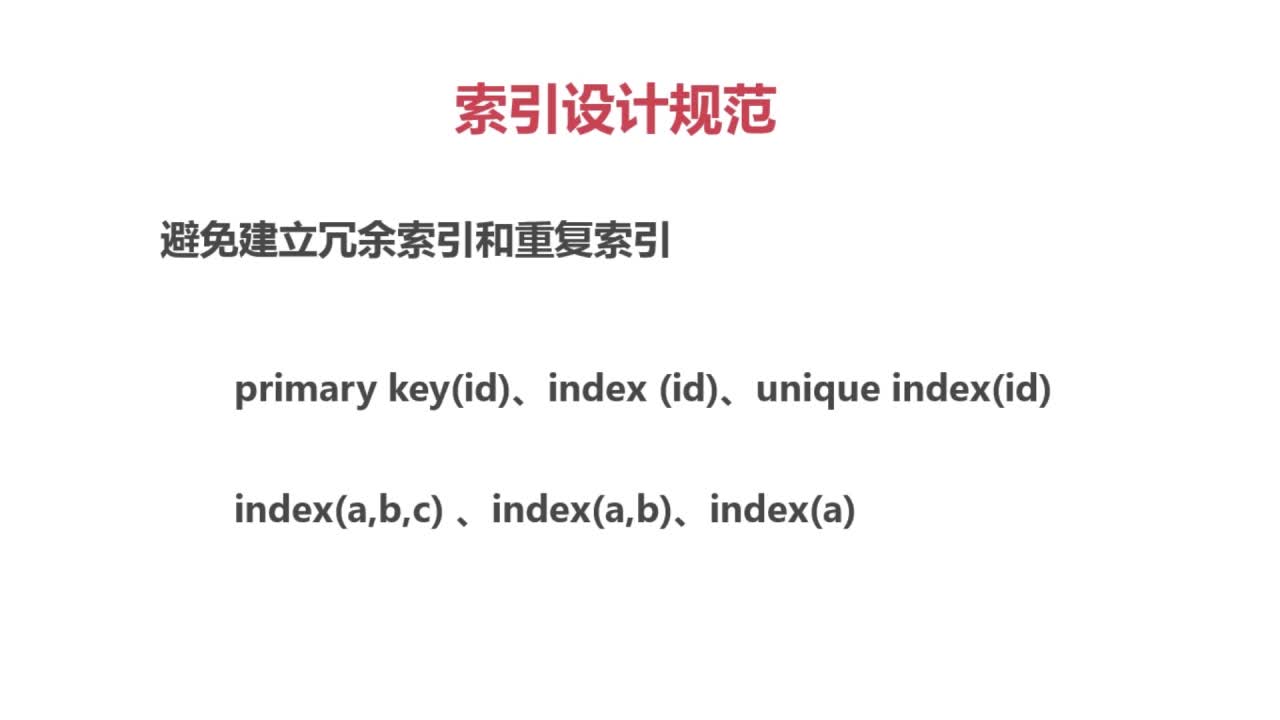 索引设计规范
避免建立冗余索引和重复索引
primary key(id)、index (id)、unique index(id)
index(a,b,c) 、index(a,b)、index(a)